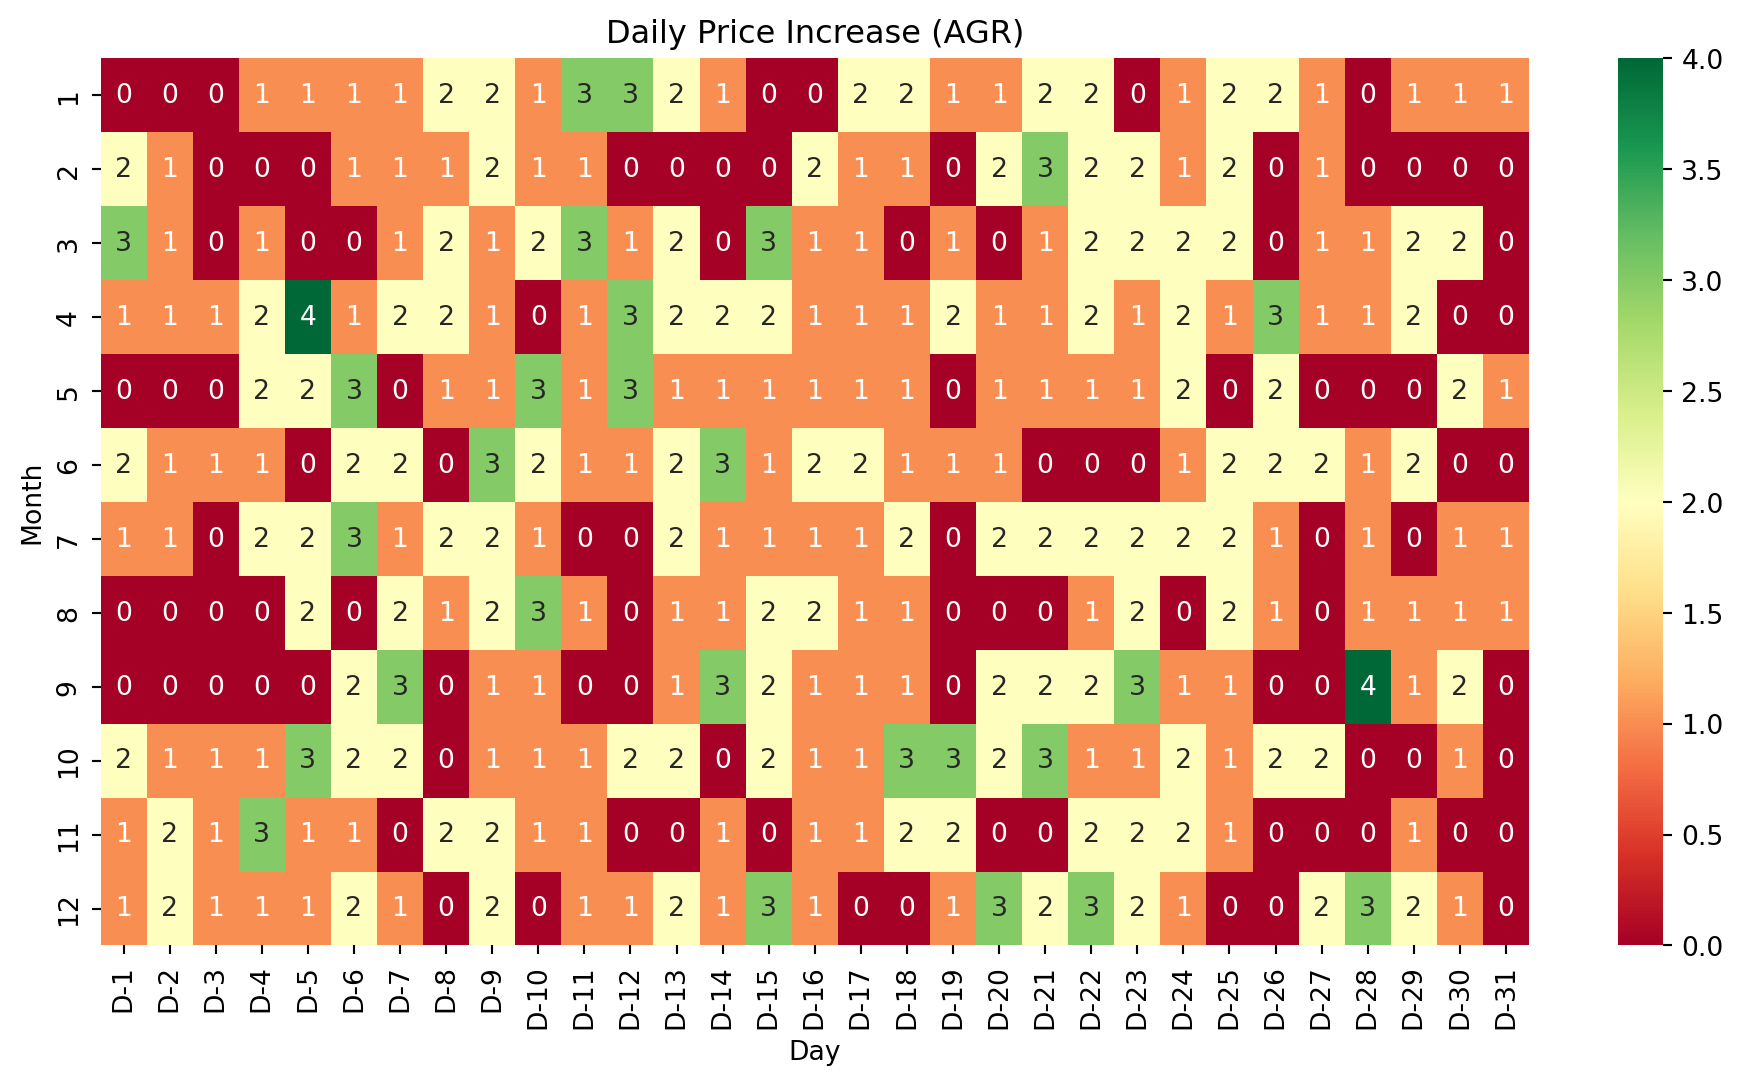 Daily Price Increase (AGR)
1 0 0 0 1 1 1 1 2 2 1 3 3 2 1 0 0 2 2 1 1 2 2 0 1 2 2 1 0 1 1 1
2 2 1 0 0 0 1 1 1 2 1 1 0 0 0 0 2 1 1 0 2 3 2 2 1 2 0 1 0 0 0 0
3 3 1 0 1 0 0 1 2 1 2 3 1 2 0 3 1 1 0 1 0 1 2 2 2 2 0 1 1 2 2 0
4 1 1 1 2 4 1 2 2 1 0 1 3 2 2 2 1 1 1 2 1 1 2 1 2 1 3 1 1 2 0 0
5 0 0 0 2 2 3 0 1 1 3 1 3 1 1 1 1 1 1 0 1 1 1 1 2 0 2 0 0 0 2 1
6 2 1 1 1 0 2 2 0 3 2 1 1 2 3 1 2 2 1 1 1 0 0 0 1 2 2 2 1 2 0 0
7 1 1 0 2 2 3 1 2 2 1 0 0 2 1 1 1 1 2 0 2 2 2 2 2 2 1 0 1 0 1 1
8 0 0 0 0 2 0 2 1 2 3 1 0 1 1 2 2 1 1 0 0 0 1 2 0 2 1 0 1 1 1 1
9 0 0 0 0 0 2 3 0 1 1 0 0 1 3 2 1 1 1 0 2 2 2 3 1 1 0 0 4 1 2 0
10 2 1 1 1 3 2 2 0 1 1 1 2 2 0 2 1 1 3 3 2 3 1 1 2 1 2 2 0 0 1 0
11 1 2 1 3 1 1 0 2 2 1 1 0 0 1 0 1 1 2 2 0 0 2 2 2 1 0 0 0 1 0 0
12 1 2 1 1 1 2 1 0 2 0 1 1 2 1 3 1 0 0 1 3 2 3 2 1 0 0 2 3 2 1 0
Month
D-1 D-2 D-3 D-4 D-5 D-6 D-7 D-8 D-9 D-10 D-11 D-12 D-13 D-14 D-15 D-16 D-17 D-18 D-19 D-20 D-21 D-22 D-23 D-24 D-25 D-26 D-27 D-28 D-29 D-30 D-31
Day
4.0
3.5
3.0
2.5
2.0
1.5
1.0
0.5
0.0